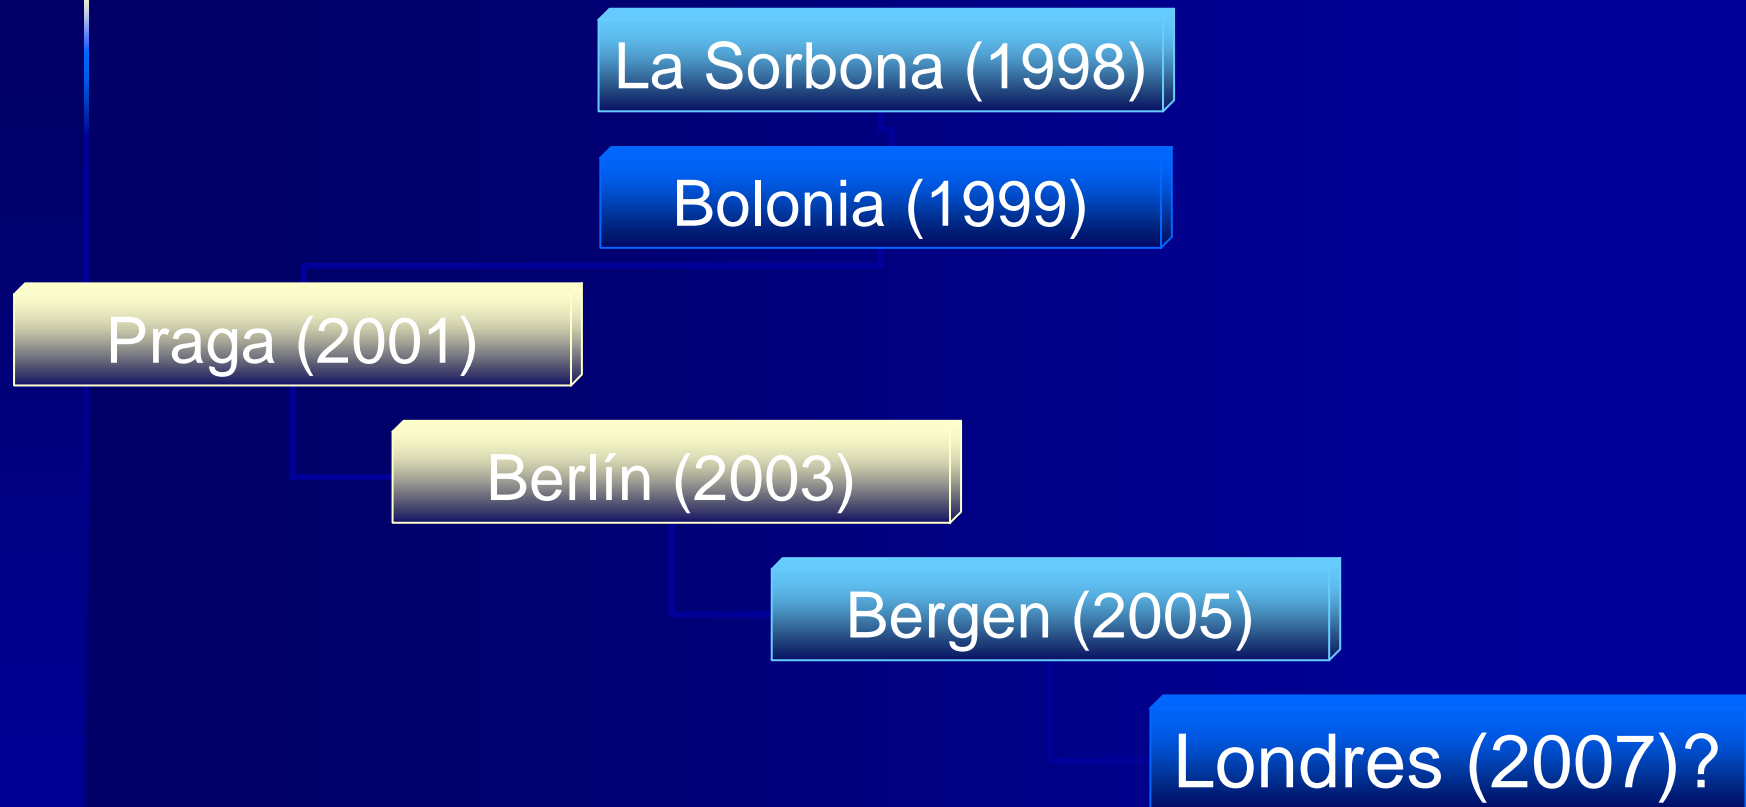 La Sorbona (1998)
Bolonia (1999)
Praga (2001)
Berlín (2003)
Bergen (2005)
Londres (2007)?